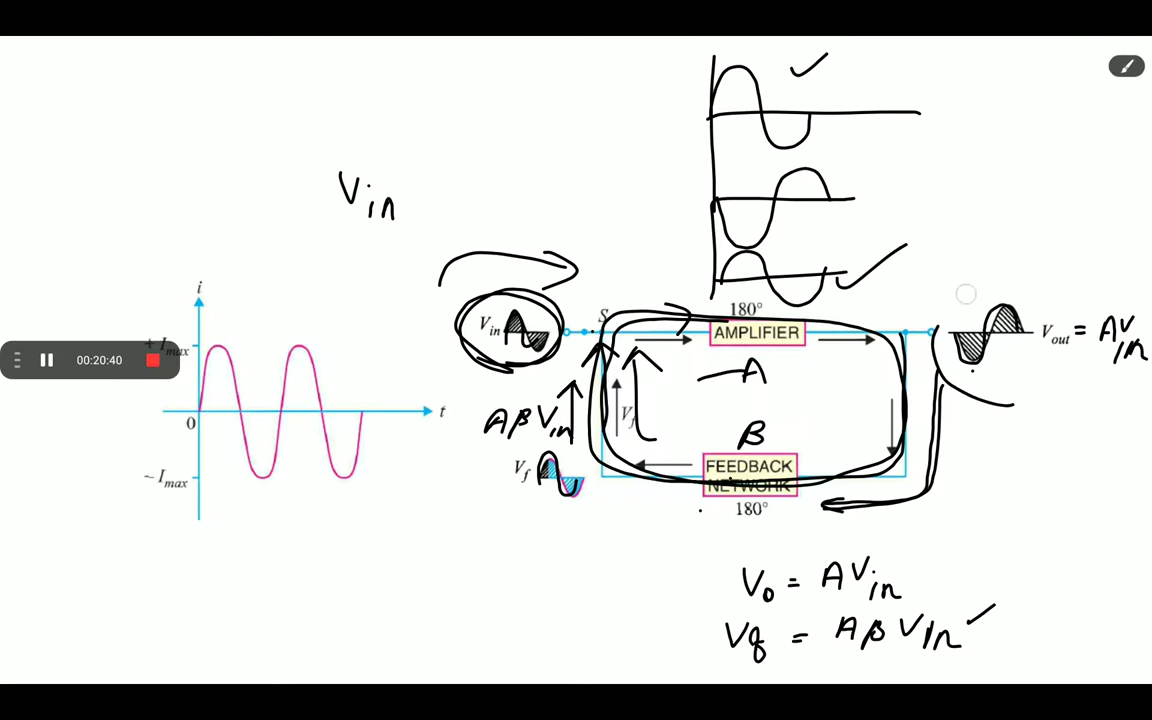 Vin
i
+ Imax
0
t
− Imax
00:20:40
Vin
S
180°
AMPLIFIER
A
Vout = AVin
AβVin
Vf
β
Vf
FEEDBACK
NETWORK
180°
Vo = AVin
Vf = AβVin